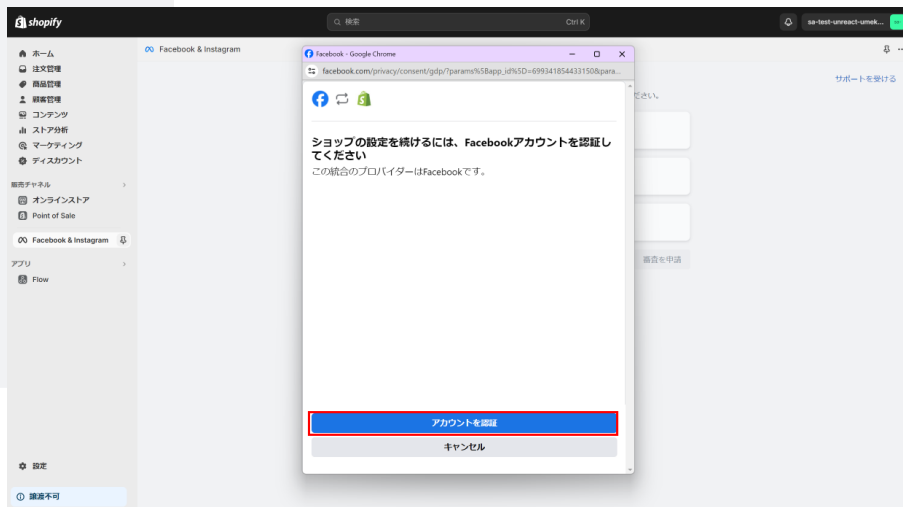 shopify
検索
Ctrl K
sa-test-unreact-umek...
ホーム
注文管理
商品管理
顧客管理
コンテンツ
ストア分析
マーケティング
ディスカウント
販売チャネル
オンラインストア
Point of Sale
Facebook & Instagram
アプリ
Flow
設定
譲渡不可
Facebook & Instagram
サポートを受ける
ださい。
審査を申請
Facebook - Google Chrome
facebook.com/privacy/consent/gdp/?params%5Bapp_id%5D=699341854433150&para...
ショップの設定を続けるには、Facebookアカウントを認証し
てください
この統合のプロバイダーはFacebookです。
アカウントを認証
キャンセル